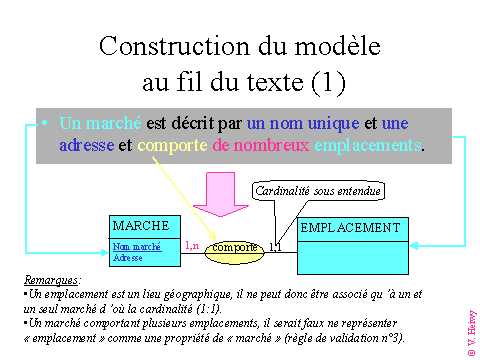 Construction du modèle
au fil du texte (1)
• Un marché est décrit par un nom unique et une
adresse et comporte de nombreux emplacements.
Cardinalité sous entendue
MARCHE
EMPLACEMENT
Nom marché
Adresse
1,n
comporte
1,1
Remarques:
•Un emplacement est un lieu géographique, il ne peut donc être associé qu 'à un et
un seul marché d 'où la cardinalité (1:1).
•Un marché comportant plusieurs emplacements, il serait faux ne représenter
« emplacement » comme une propriété de « marché » (règle de validation n°3).
© V. Heiwy